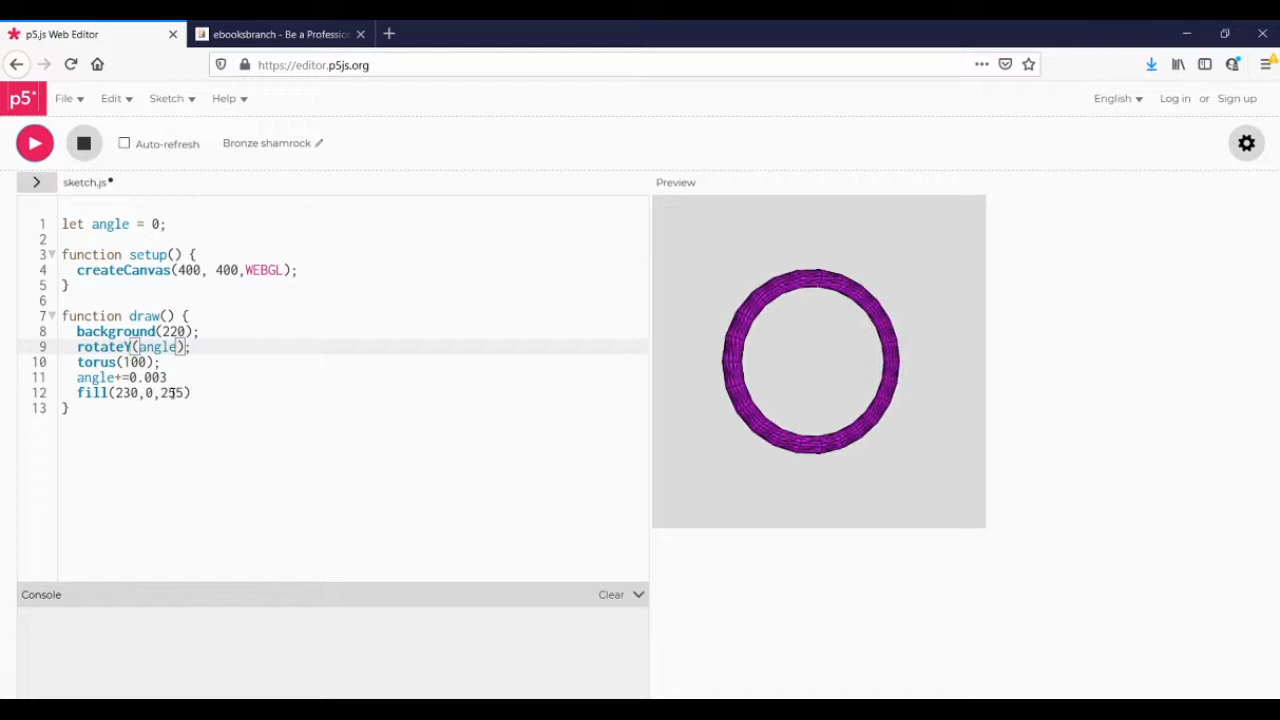 p5.js Web Editor
ebooksbranch - Be a Professio
https://editor.p5js.org
p5*
File
Edit
Sketch
Help
English
Log in
or
Sign up
Auto-refresh
Bronze shamrock
sketch.js
Preview
1 let angle = 0;
2
3 function setup() {
4 createCanvas(400, 400,WEBGL);
5 }
6
7 function draw() {
8 background(220);
9 rotateY(angle);
10 torus(100);
11 angle+=0.003
12 fill(230,0,255)
13 }
Console
Clear